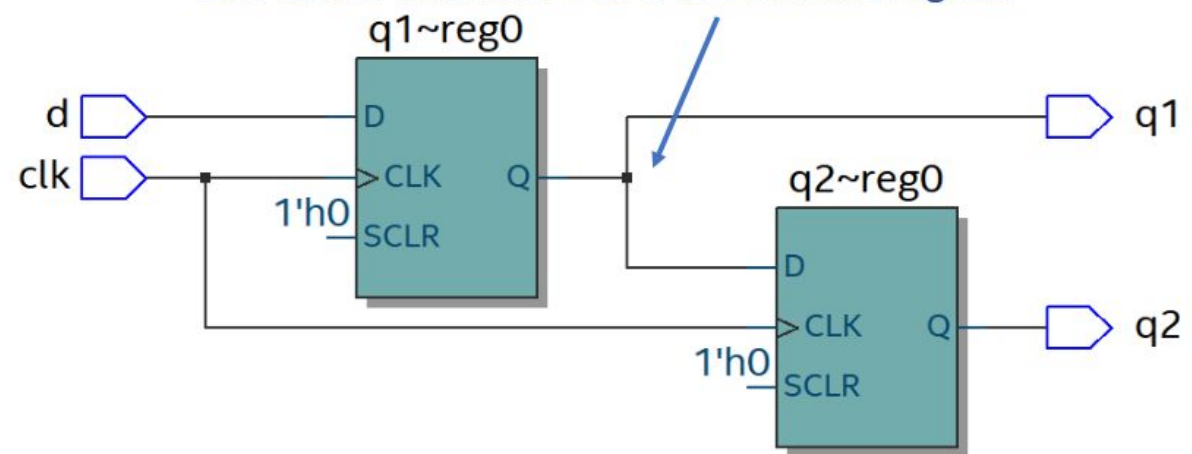 q1~reg0
d
D
q1
clk
CLK
Q
q2~reg0
1'h0
SCLR
D
CLK
Q
q2
1'h0
SCLR